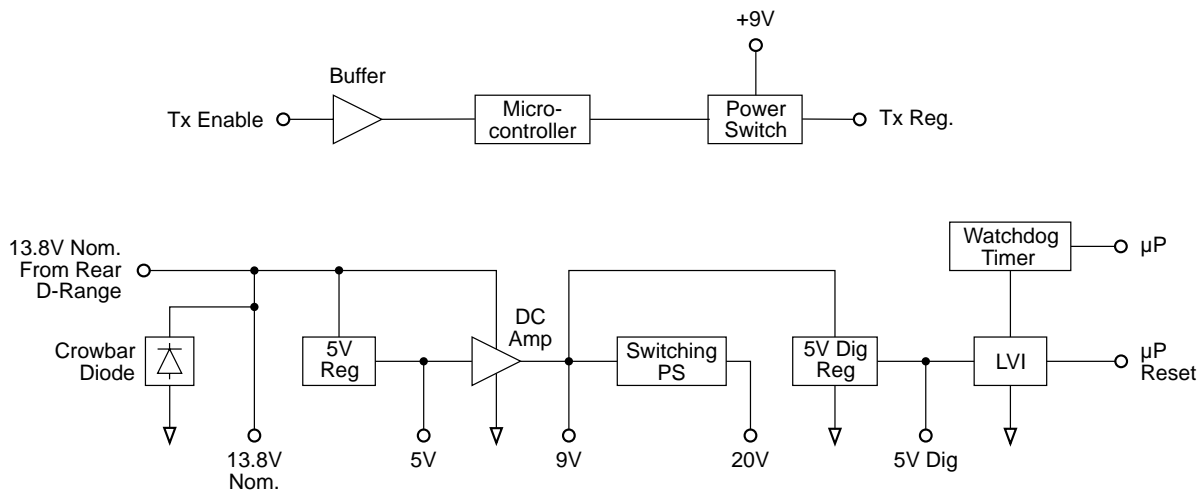 +9V
Buffer
Tx Enable
Micro-
controller
Power
Switch
Tx Reg.
13.8V Nom.
From Rear
D-Range
Watchdog
Timer
µP
Crowbar
Diode
5V
Reg
DC
Amp
Switching
PS
5V Dig
Reg
LVI
µP
Reset
13.8V
Nom.
5V
9V
20V
5V Dig